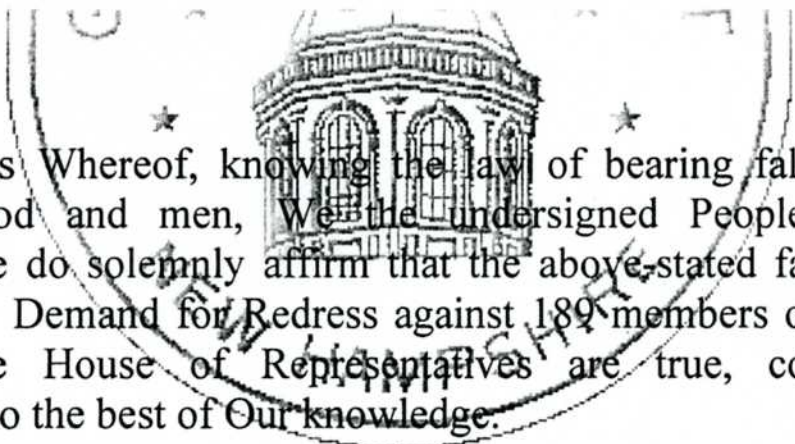 s Whereof, knowing the law of bearing fal
od and men, We the undersigned People
e do solemnly affirm that the above-stated fa
Demand for Redress against 189 members o
e House of Representatives are true, co
o the best of Our knowledge.
NEW HAMPSHIRE